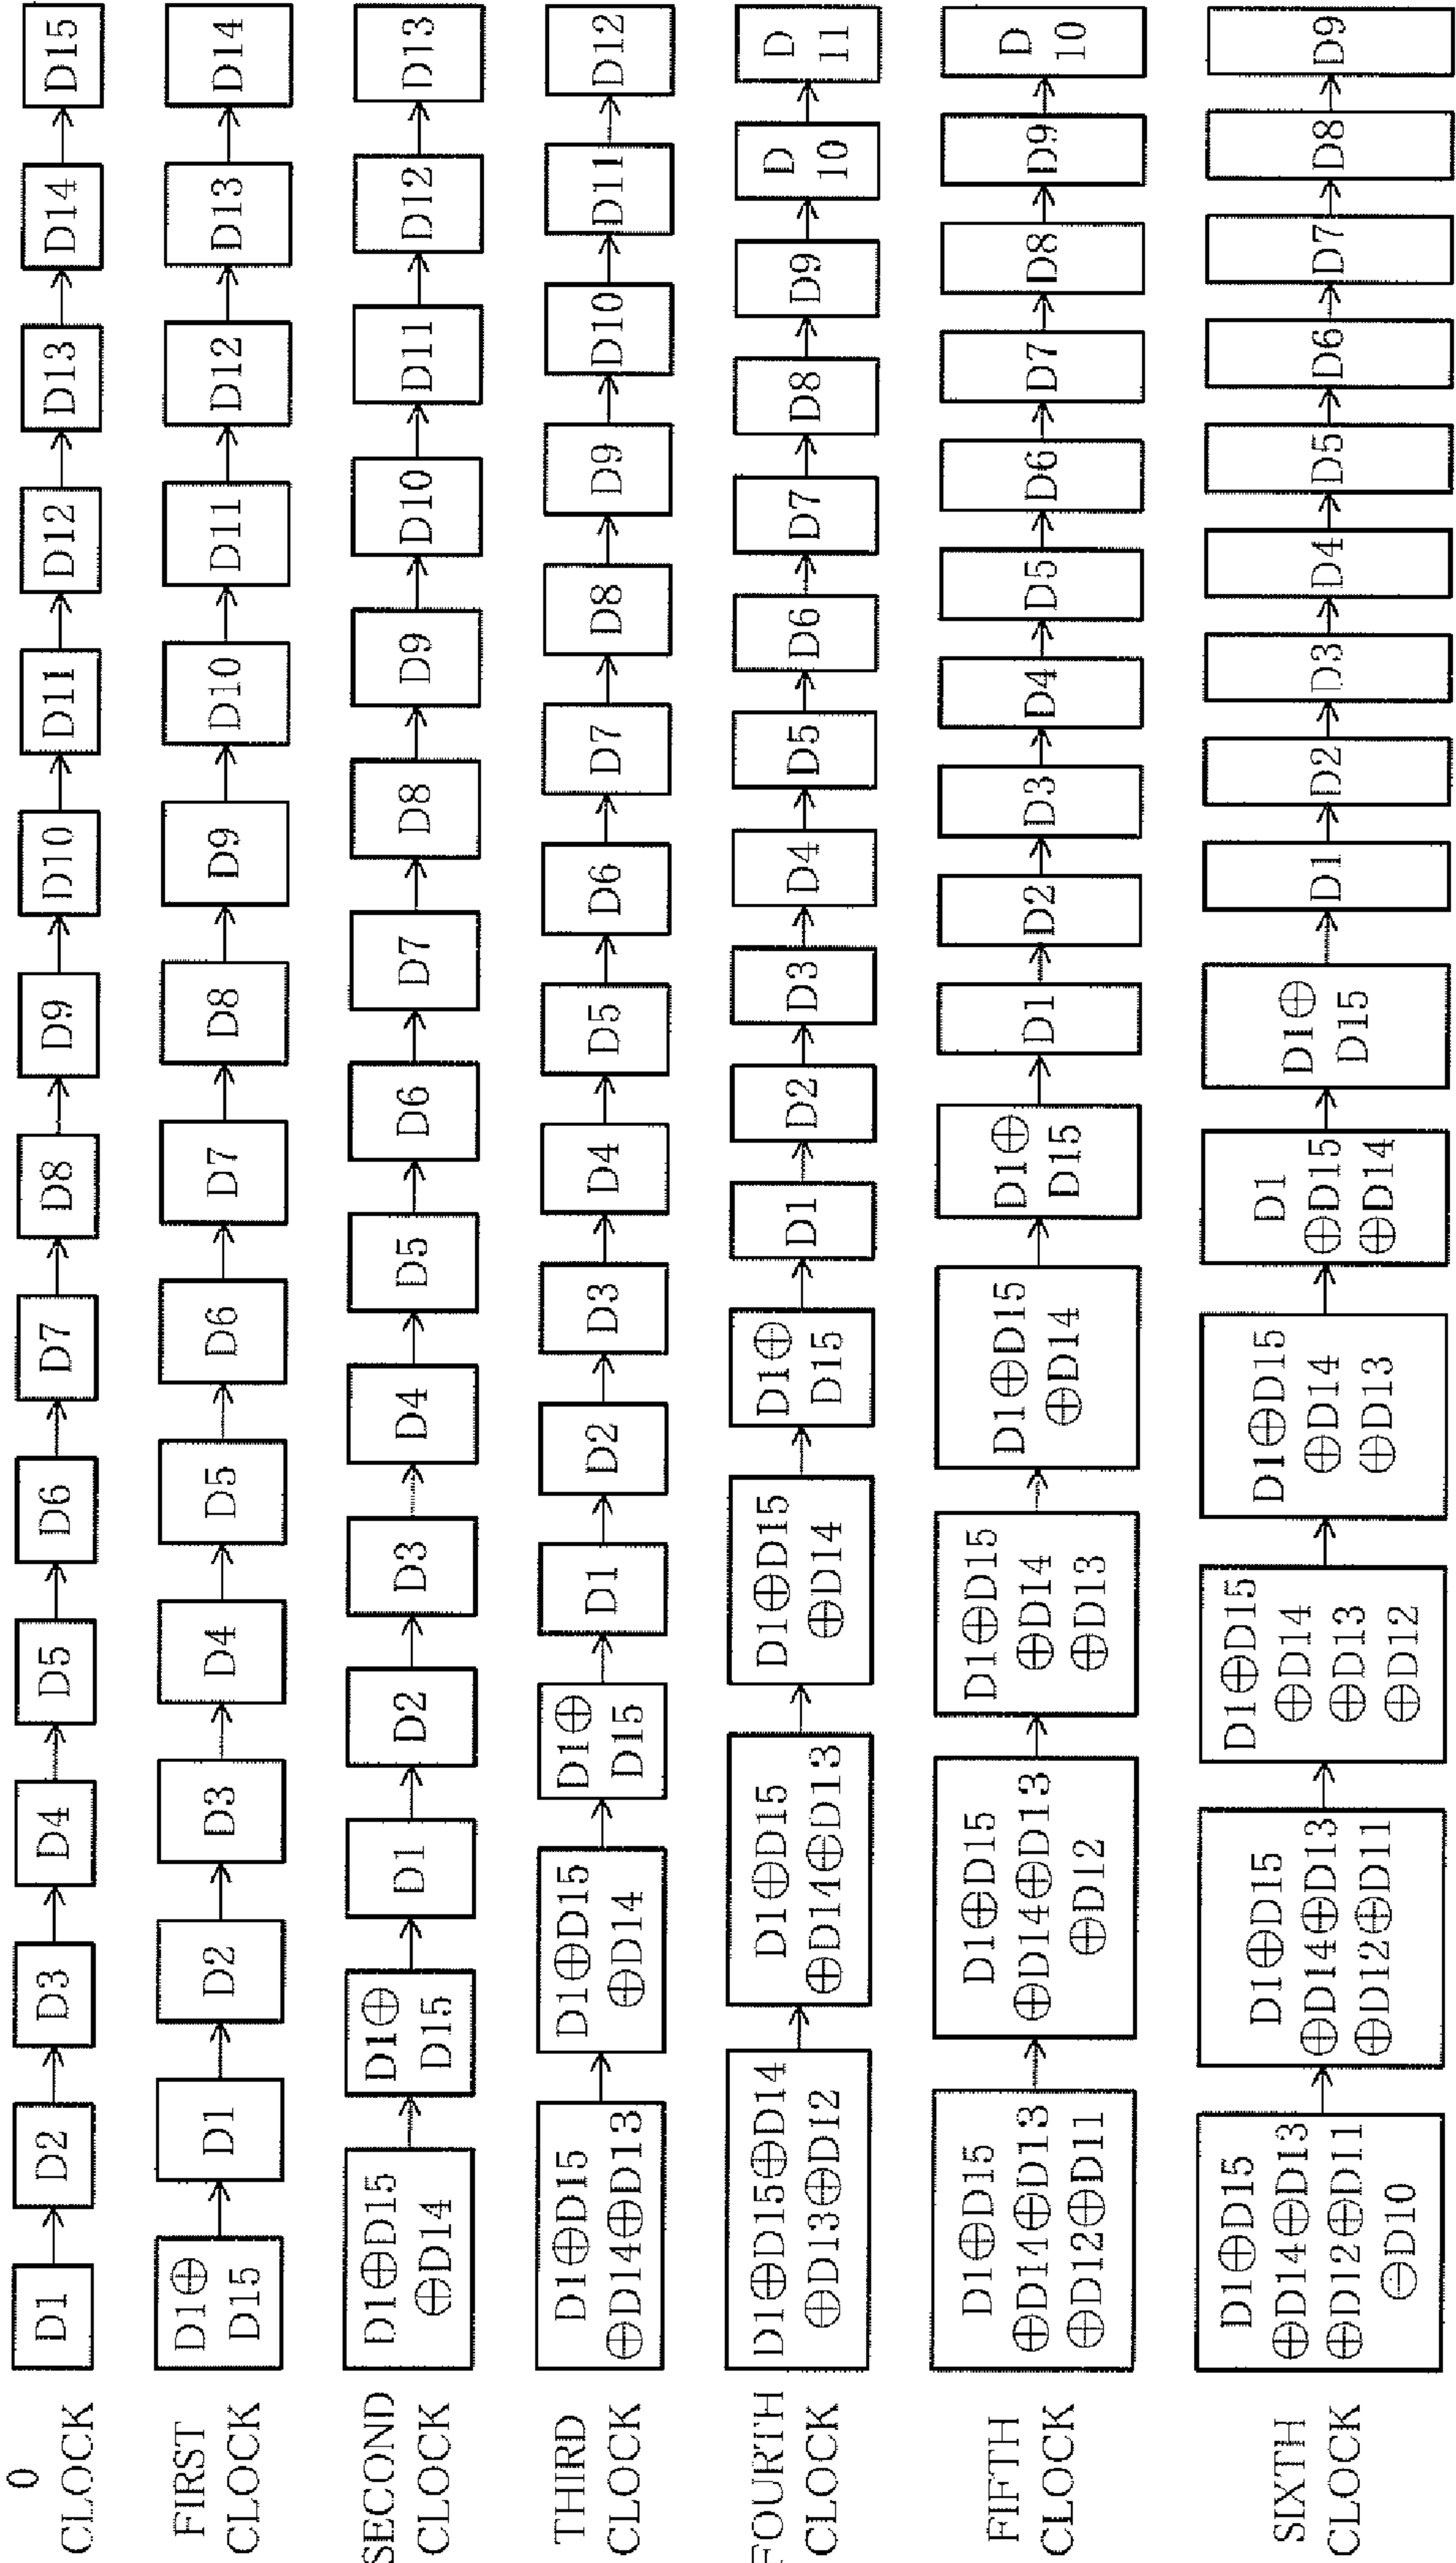 0
CLOCK
D1
D2
D3
D4
D5
D6
D7
D8
D9
D10
D11
D12
D13
D14
D15
FIRST
CLOCK
D1⊕
D15
D1
D2
D3
D4
D5
D6
D7
D8
D9
D10
D11
D12
D13
D14
SECOND
CLOCK
D1⊕D15
⊕D14
D1⊕
D15
D1
D2
D3
D4
D5
D6
D7
D8
D9
D10
D11
D12
D13
THIRD
CLOCK
D1⊕D15
⊕D14⊕D13
D1⊕D15
⊕D14
D1⊕
D15
D1
D2
D3
D4
D5
D6
D7
D8
D9
D10
D11
D12
FOURTH
CLOCK
D1⊕D15⊕D14
⊕D13⊕D12
D1⊕D15
⊕D14⊕D13
D1⊕D15
⊕D14
D1⊕
D15
D1
D2
D3
D4
D5
D6
D7
D8
D9
D
10
D
11
FIFTH
CLOCK
D1⊕D15
⊕D14⊕D13
⊕D12⊕D11
D1⊕D15
⊕D14⊕D13
⊕D12
D1⊕D15
⊕D14
⊕D13
D1⊕D15
⊕D14
D1⊕
D15
D1
D2
D3
D4
D5
D6
D7
D8
D9
D
10
SIXTH
CLOCK
D1⊕D15
⊕D14⊕D13
⊕D12⊕D11
⊖D10
D1⊕D15
⊕D14⊕D13
⊕D12⊕D11
D1⊕D15
⊕D14
⊕D13
⊕D12
D1⊕D15
⊕D14
⊕D13
D1
⊕D15
⊕D14
D1⊕
D15
D1
D2
D3
D4
D5
D6
D7
D8
D9